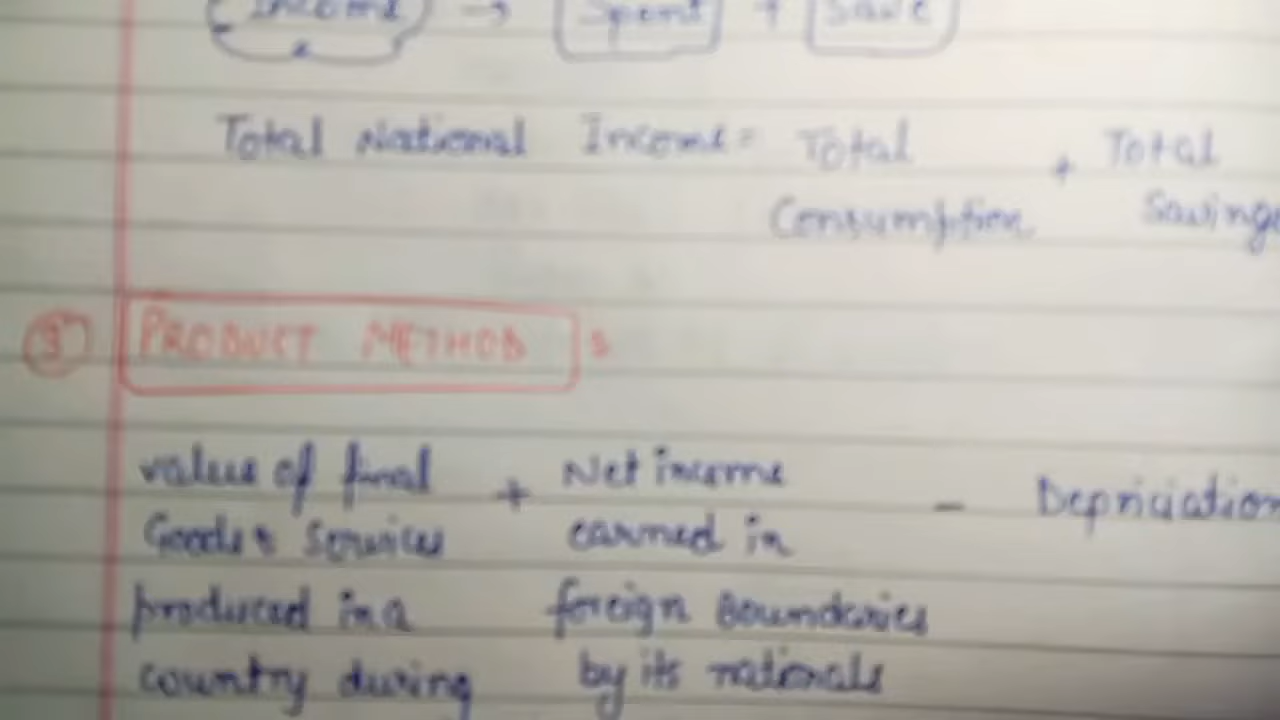 Income → Spent + Save
Total National Income = Total Consumption + Total Savings
③ PRODUCT METHOD :
value of final + Net income - Depriciation
Goods & Services earned in
produced in a foreign Boundaries
country during by its nationals